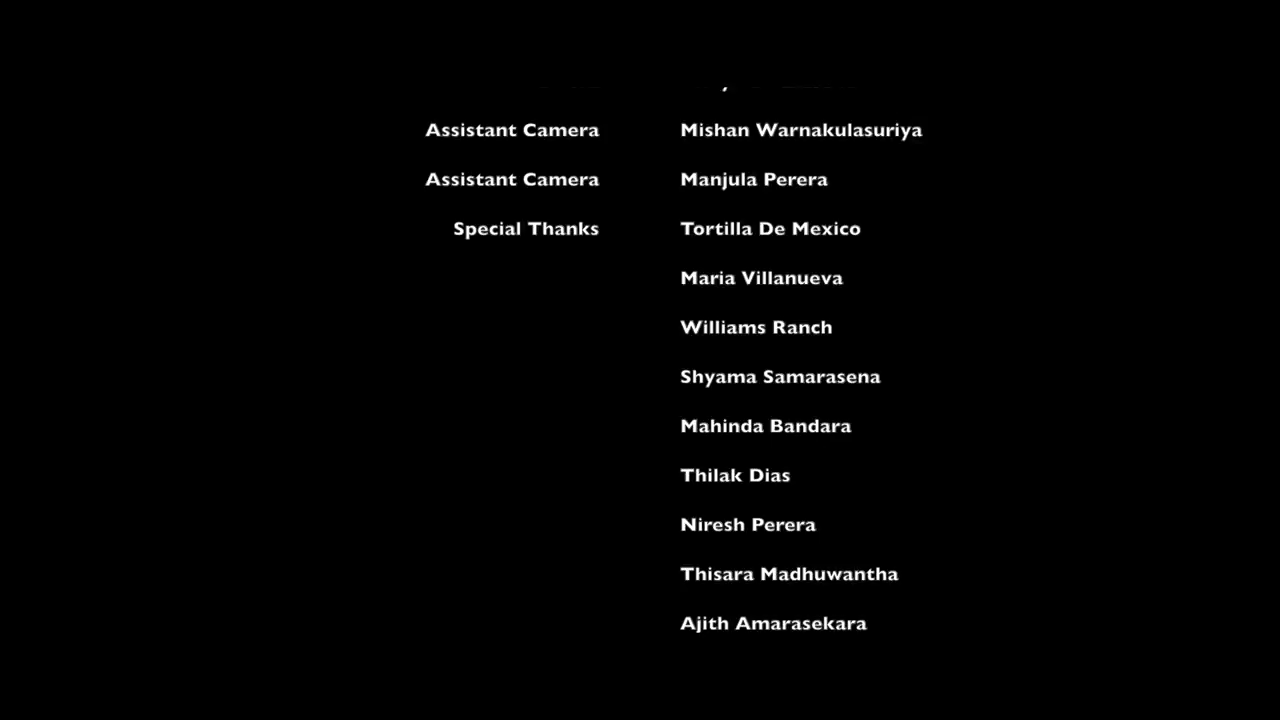 Assistant Camera Mishan Warnakulasuriya
Assistant Camera Manjula Perera
Special Thanks Tortilla De Mexico
Maria Villanueva
Williams Ranch
Shyama Samarasena
Mahinda Bandara
Thilak Dias
Niresh Perera
Thisara Madhuwantha
Ajith Amarasekara